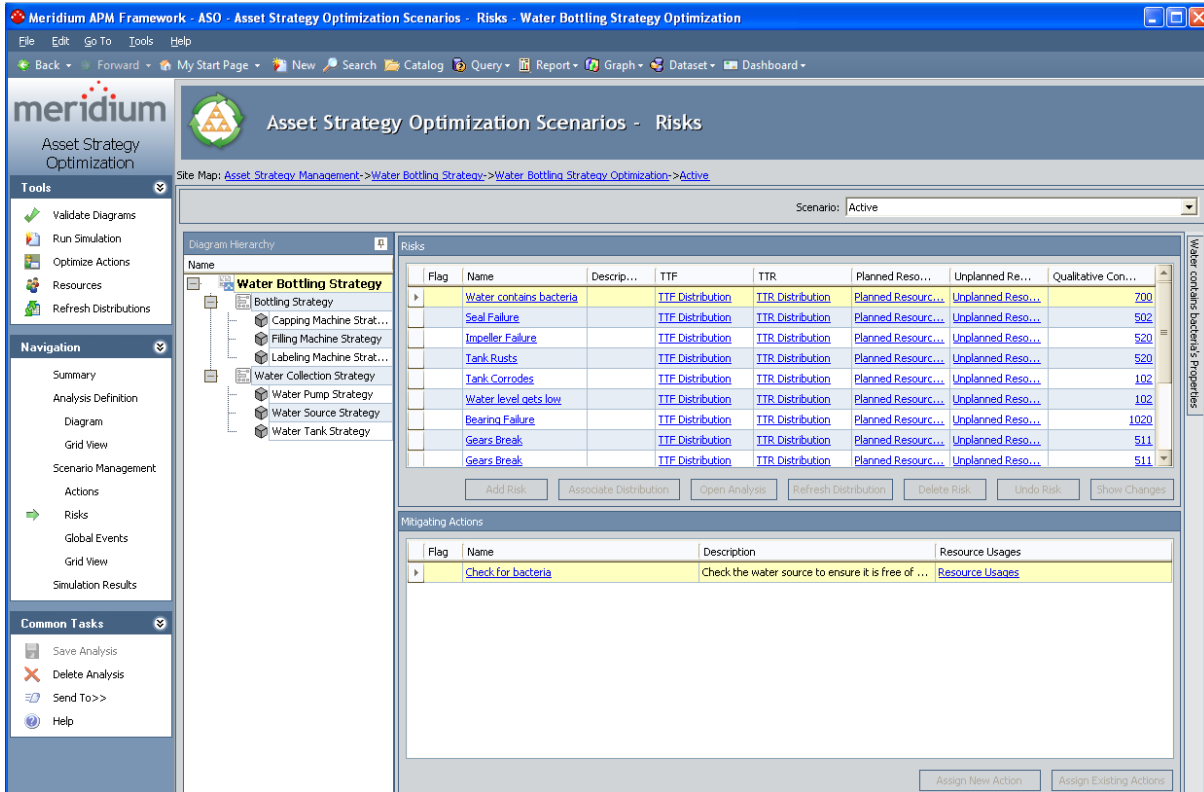 Meridium APM Framework - ASO - Asset Strategy Optimization Scenarios - Risks - Water Bottling Strategy Optimization
File Edit Go To Tools Help
Back Forward My Start Page New Search Catalog Query Report Graph Dataset Dashboard
meridium
Asset Strategy
Optimization
Asset Strategy Optimization Scenarios - Risks
Site Map: Asset Strategy Management->Water Bottling Strategy->Water Bottling Strategy Optimization->Active
Scenario: Active
Tools
Validate Diagrams
Run Simulation
Optimize Actions
Resources
Refresh Distributions
Navigation
Summary
Analysis Definition
Diagram
Grid View
Scenario Management
Actions
Risks
Global Events
Grid View
Simulation Results
Common Tasks
Save Analysis
Delete Analysis
Send To>>
Help
Diagram Hierarchy
Name
Water Bottling Strategy
Bottling Strategy
Capping Machine Strat...
Filling Machine Strategy
Labeling Machine Strat...
Water Collection Strategy
Water Pump Strategy
Water Source Strategy
Water Tank Strategy
Risks
Flag Name Descrip... TTF TTR Planned Reso... Unplanned Re... Qualitative Con...
Water contains bacteria TTF Distribution TTR Distribution Planned Resourc... Unplanned Reso... 700
Seal Failure TTF Distribution TTR Distribution Planned Resourc... Unplanned Reso... 502
Impeller Failure TTF Distribution TTR Distribution Planned Resourc... Unplanned Reso... 520
Tank Rusts TTF Distribution TTR Distribution Planned Resourc... Unplanned Reso... 520
Tank Corrodes TTF Distribution TTR Distribution Planned Resourc... Unplanned Reso... 102
Water level gets low TTF Distribution TTR Distribution Planned Resourc... Unplanned Reso... 102
Bearing Failure TTF Distribution TTR Distribution Planned Resourc... Unplanned Reso... 1020
Gears Break TTF Distribution TTR Distribution Planned Resourc... Unplanned Reso... 511
Gears Break TTF Distribution TTR Distribution Planned Resourc... Unplanned Reso... 511
Add Risk Associate Distribution Open Analysis Refresh Distribution Delete Risk Undo Risk Show Changes
Mitigating Actions
Flag Name Description Resource Usages
Check for bacteria Check the water source to ensure it is free of ... Resource Usages
Assign New Action Assign Existing Actions
Water contains bacteria's Properties